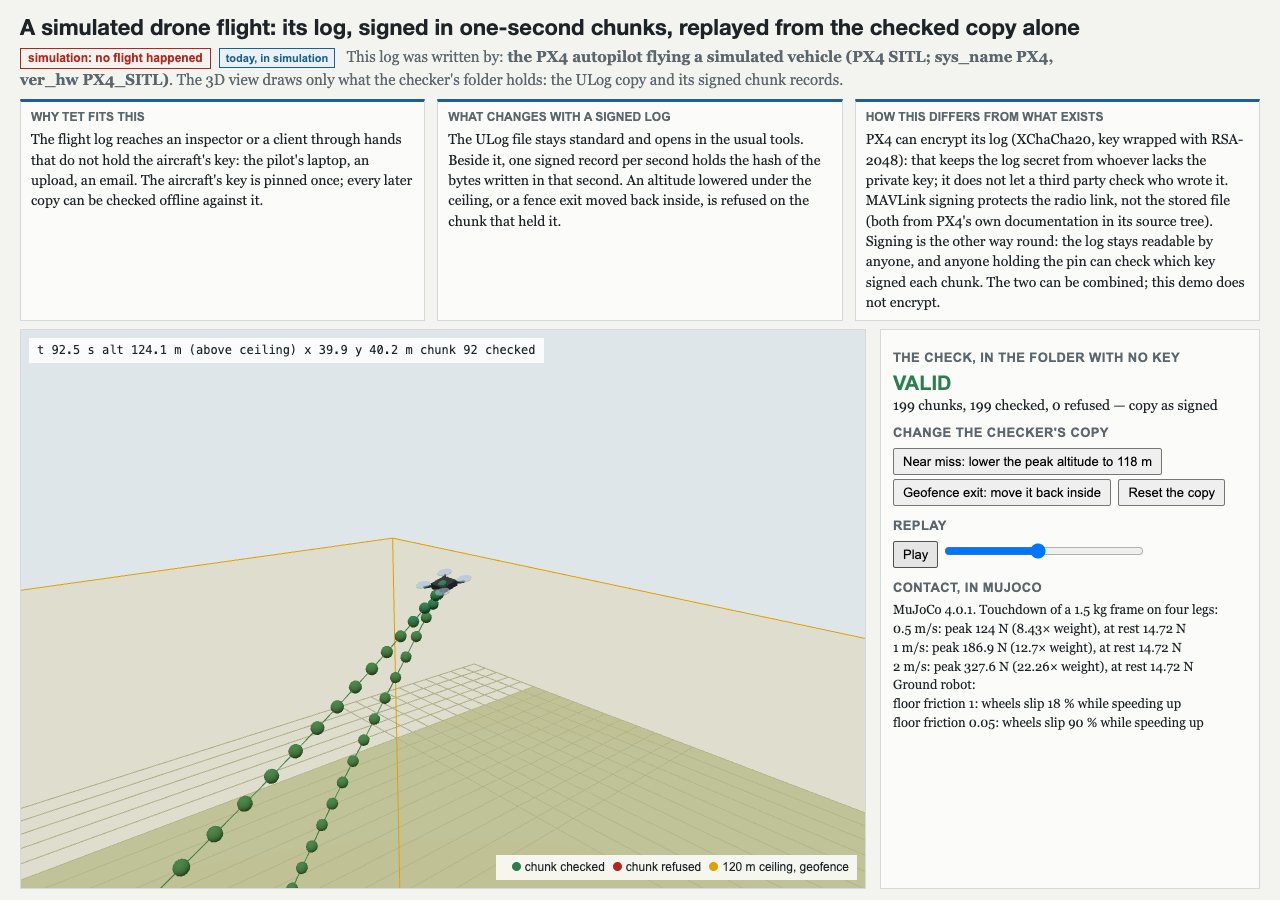 A simulated drone flight: its log, signed in one-second chunks, replayed from the checked copy alone
simulation: no flight happened
today, in simulation
This log was written by: the PX4 autopilot flying a simulated vehicle (PX4 SITL; sys_name PX4,
ver_hw PX4_SITL). The 3D view draws only what the checker's folder holds: the ULog copy and its signed chunk records.
WHY TET FITS THIS
The flight log reaches an inspector or a client through hands
that do not hold the aircraft's key: the pilot's laptop, an
upload, an email. The aircraft's key is pinned once; every later
copy can be checked offline against it.
WHAT CHANGES WITH A SIGNED LOG
The ULog file stays standard and opens in the usual tools.
Beside it, one signed record per second holds the hash of the
bytes written in that second. An altitude lowered under the
ceiling, or a fence exit moved back inside, is refused on the
chunk that held it.
HOW THIS DIFFERS FROM WHAT EXISTS
PX4 can encrypt its log (XChaCha20, key wrapped with RSA-
2048): that keeps the log secret from whoever lacks the
private key; it does not let a third party check who wrote it.
MAVLink signing protects the radio link, not the stored file
(both from PX4's own documentation in its source tree).
Signing is the other way round: the log stays readable by
anyone, and anyone holding the pin can check which key
signed each chunk. The two can be combined; this demo does
not encrypt.
t 92.5 s alt 124.1 m (above ceiling) x 39.9 y 40.2 m chunk 92 checked
chunk checked
chunk refused
120 m ceiling, geofence
THE CHECK, IN THE FOLDER WITH NO KEY
VALID
199 chunks, 199 checked, 0 refused — copy as signed
CHANGE THE CHECKER'S COPY
Near miss: lower the peak altitude to 118 m
Geofence exit: move it back inside
Reset the copy
REPLAY
Play
CONTACT, IN MUJOCO
MuJoCo 4.0.1. Touchdown of a 1.5 kg frame on four legs:
0.5 m/s: peak 124 N (8.43× weight), at rest 14.72 N
1 m/s: peak 186.9 N (12.7× weight), at rest 14.72 N
2 m/s: peak 327.6 N (22.26× weight), at rest 14.72 N
Ground robot:
floor friction 1: wheels slip 18 % while speeding up
floor friction 0.05: wheels slip 90 % while speeding up